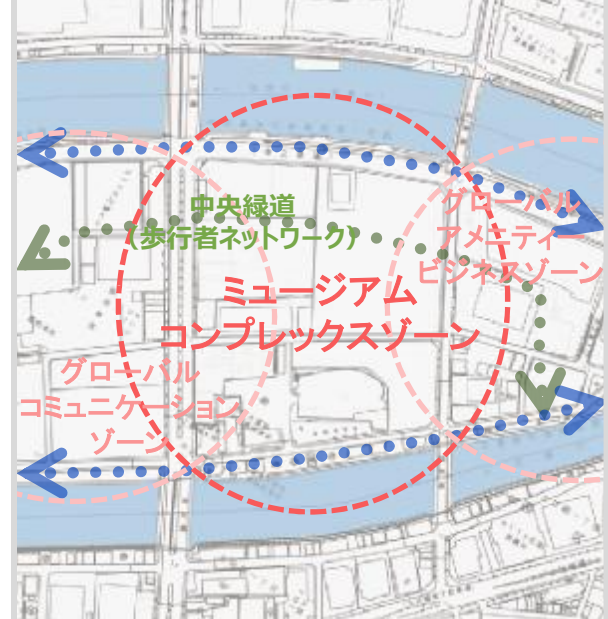 中央緑道
（歩行者ネットワーク）
グローバル
アメニティー
ビジネスゾーン
ミュージアム
コンプレックスゾーン
グローバル
コミュニケーション
ゾーン